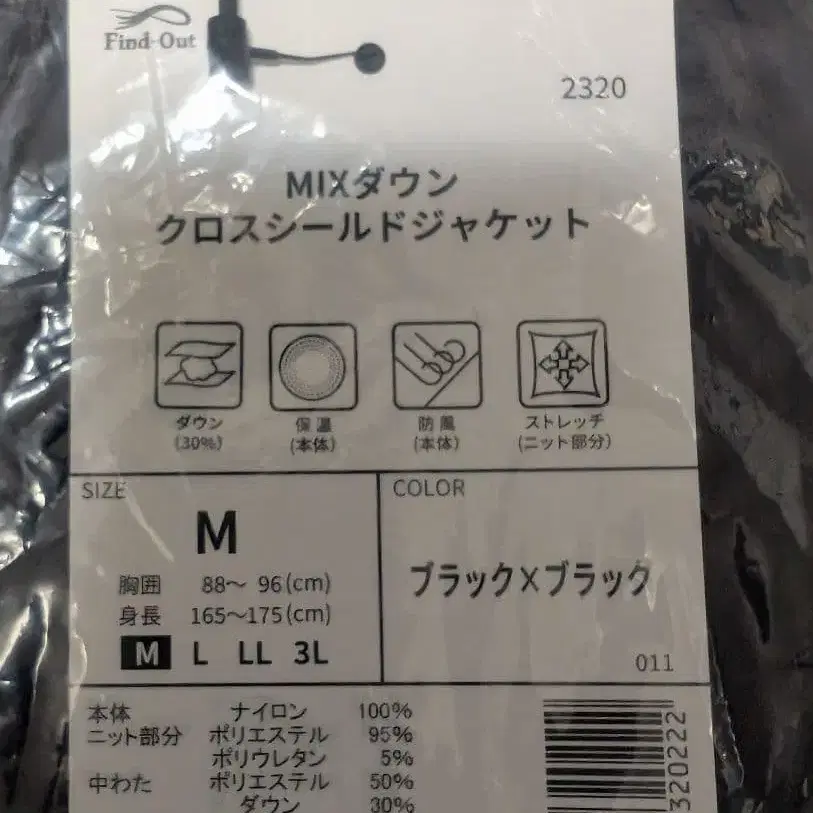 Find-Out
2320
MIXダウン
クロスシールドジャケット
ダウン
(30%)
保温
(本体)
防風
(本体)
ストレッチ
(ニット部分)
SIZE
M
胸囲 88〜 96(cm)
身長 165〜175(cm)
M L LL 3L
COLOR
ブラック×ブラック
011
本体 ナイロン 100%
ニット部分 ポリエステル 95%
ポリウレタン 5%
中わた ポリエステル 50%
ダウン 30%
320222